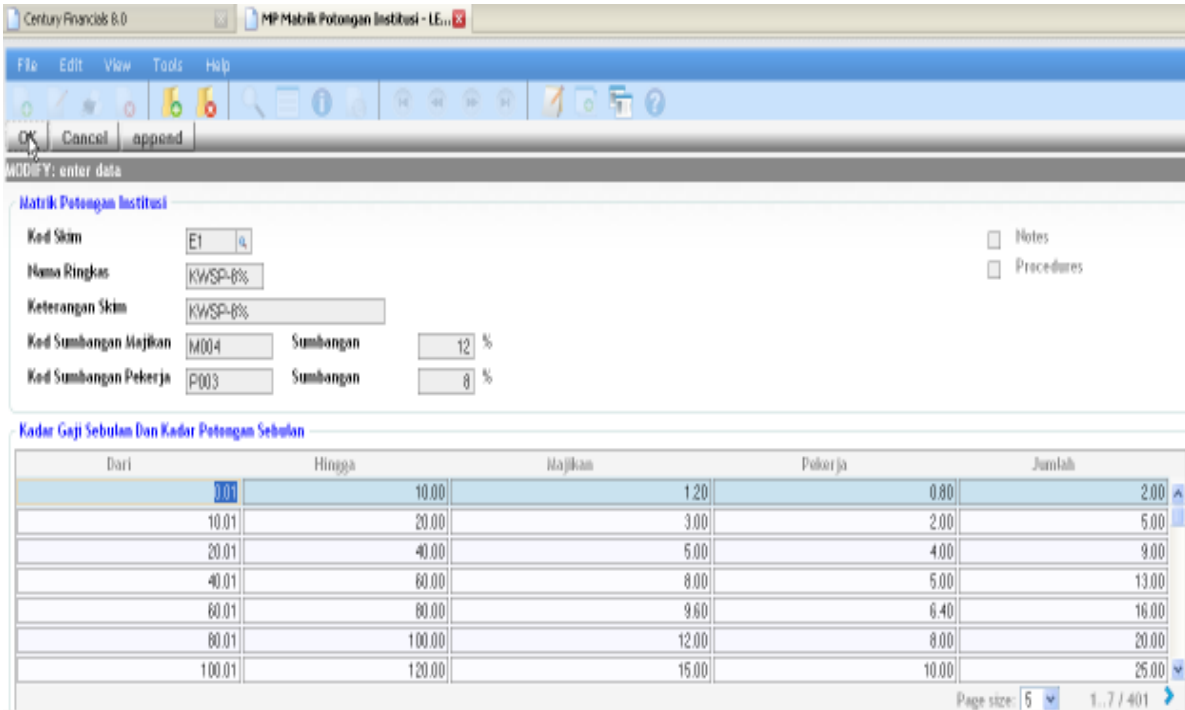 Century Financials 8.0 MP Matrik Potongan Institusi - LE...
File Edit View Tools Help
OK Cancel append
MODIFY: enter data
Matrik Potongan Institusi
Kod Skim E1 Notes
Nama Ringkas KWSP-8% Procedures
Keterangan Skim KWSP-8%
Kod Sumbangan Majikan M004 Sumbangan 12 %
Kod Sumbangan Pekerja P003 Sumbangan 8 %
Kadar Gaji Sebulan Dan Kadar Potongan Sebulan
Dari Hingga Majikan Pekerja Jumlah
0.01 10.00 1.20 0.80 2.00
10.01 20.00 3.00 2.00 5.00
20.01 40.00 5.00 4.00 9.00
40.01 60.00 8.00 5.00 13.00
60.01 80.00 9.60 6.40 16.00
80.01 100.00 12.00 8.00 20.00
100.01 120.00 15.00 10.00 25.00
Page size: 5 1..7 / 401